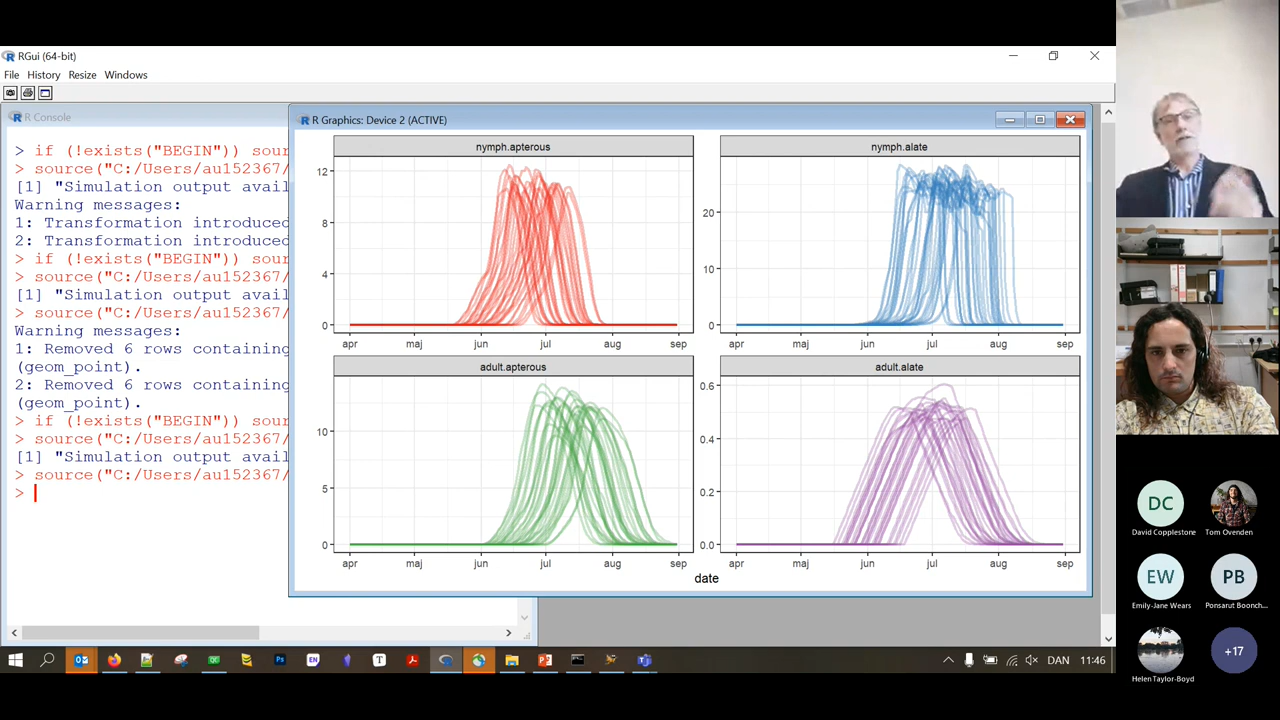 RGui (64-bit)
File History Resize Windows
R Console
> if (!exists("BEGIN")) sour
> source("C:/Users/au152367/
[1] "Simulation output avail
Warning messages:
1: Transformation introduced
2: Transformation introduced
> if (!exists("BEGIN")) sour
> source("C:/Users/au152367/
[1] "Simulation output avail
> source("C:/Users/au152367/
Warning messages:
1: Removed 6 rows containing
(geom_point).
2: Removed 6 rows containing
(geom_point).
> if (!exists("BEGIN")) sour
> source("C:/Users/au152367/
[1] "Simulation output avail
> source("C:/Users/au152367/
>
R Graphics: Device 2 (ACTIVE)
nymph.apterous
12
8
4
0
apr maj jun jul aug sep
nymph.alate
20
10
0
apr maj jun jul aug sep
adult.apterous
10
5
0
apr maj jun jul aug sep
adult.alate
0.6
0.4
0.2
0.0
apr maj jun jul aug sep
date
DAN 11:46
DC
David Copplestone
Tom Ovenden
EW
Emily-Jane Wears
PB
Ponsarut Boonch...
Helen Taylor-Boyd
+17